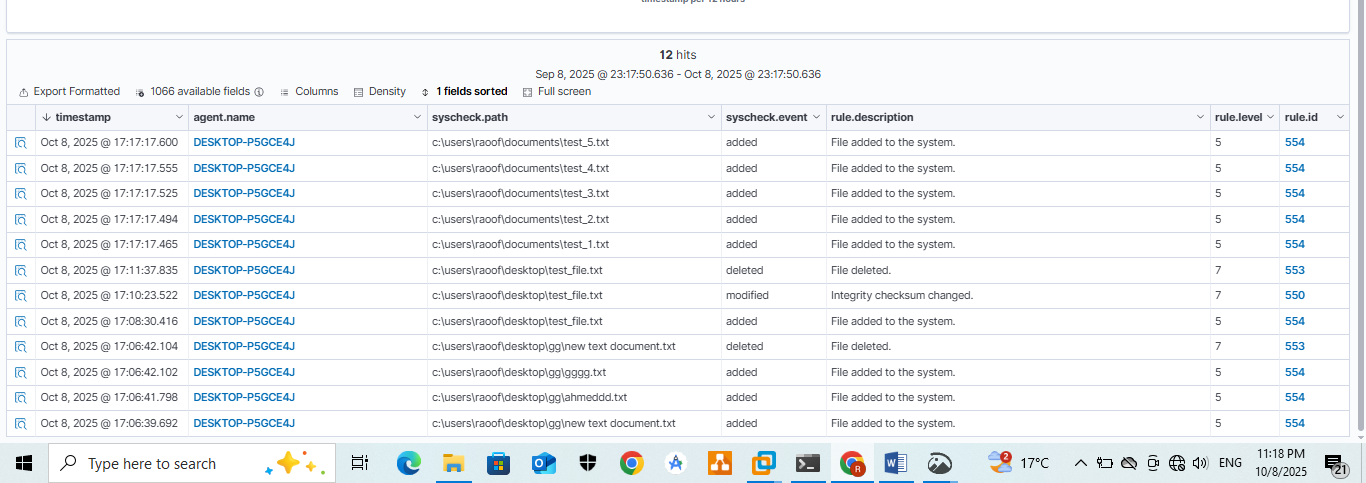 timestamp per 12 hours
12 hits
Sep 8, 2025 @ 23:17:50.636 - Oct 8, 2025 @ 23:17:50.636
Export Formatted 1066 available fields Columns Density 1 fields sorted Full screen
timestamp agent.name syscheck.path syscheck.event rule.description rule.level rule.id
Oct 8, 2025 @ 17:17:17.600 DESKTOP-P5GCE4J c:\users\raoof\documents\test_5.txt added File added to the system. 5 554
Oct 8, 2025 @ 17:17:17.555 DESKTOP-P5GCE4J c:\users\raoof\documents\test_4.txt added File added to the system. 5 554
Oct 8, 2025 @ 17:17:17.525 DESKTOP-P5GCE4J c:\users\raoof\documents\test_3.txt added File added to the system. 5 554
Oct 8, 2025 @ 17:17:17.494 DESKTOP-P5GCE4J c:\users\raoof\documents\test_2.txt added File added to the system. 5 554
Oct 8, 2025 @ 17:17:17.465 DESKTOP-P5GCE4J c:\users\raoof\documents\test_1.txt added File added to the system. 5 554
Oct 8, 2025 @ 17:11:37.835 DESKTOP-P5GCE4J c:\users\raoof\desktop\test_file.txt deleted File deleted. 7 553
Oct 8, 2025 @ 17:10:23.522 DESKTOP-P5GCE4J c:\users\raoof\desktop\test_file.txt modified Integrity checksum changed. 7 550
Oct 8, 2025 @ 17:08:30.416 DESKTOP-P5GCE4J c:\users\raoof\desktop\test_file.txt added File added to the system. 5 554
Oct 8, 2025 @ 17:06:42.104 DESKTOP-P5GCE4J c:\users\raoof\desktop\gg\new text document.txt deleted File deleted. 7 553
Oct 8, 2025 @ 17:06:42.102 DESKTOP-P5GCE4J c:\users\raoof\desktop\gg\gggg.txt added File added to the system. 5 554
Oct 8, 2025 @ 17:06:41.798 DESKTOP-P5GCE4J c:\users\raoof\desktop\gg\ahmeddd.txt added File added to the system. 5 554
Oct 8, 2025 @ 17:06:39.692 DESKTOP-P5GCE4J c:\users\raoof\desktop\gg\new text document.txt added File added to the system. 5 554
Type here to search 2 17°C ENG 11:18 PM
10/8/2025 21